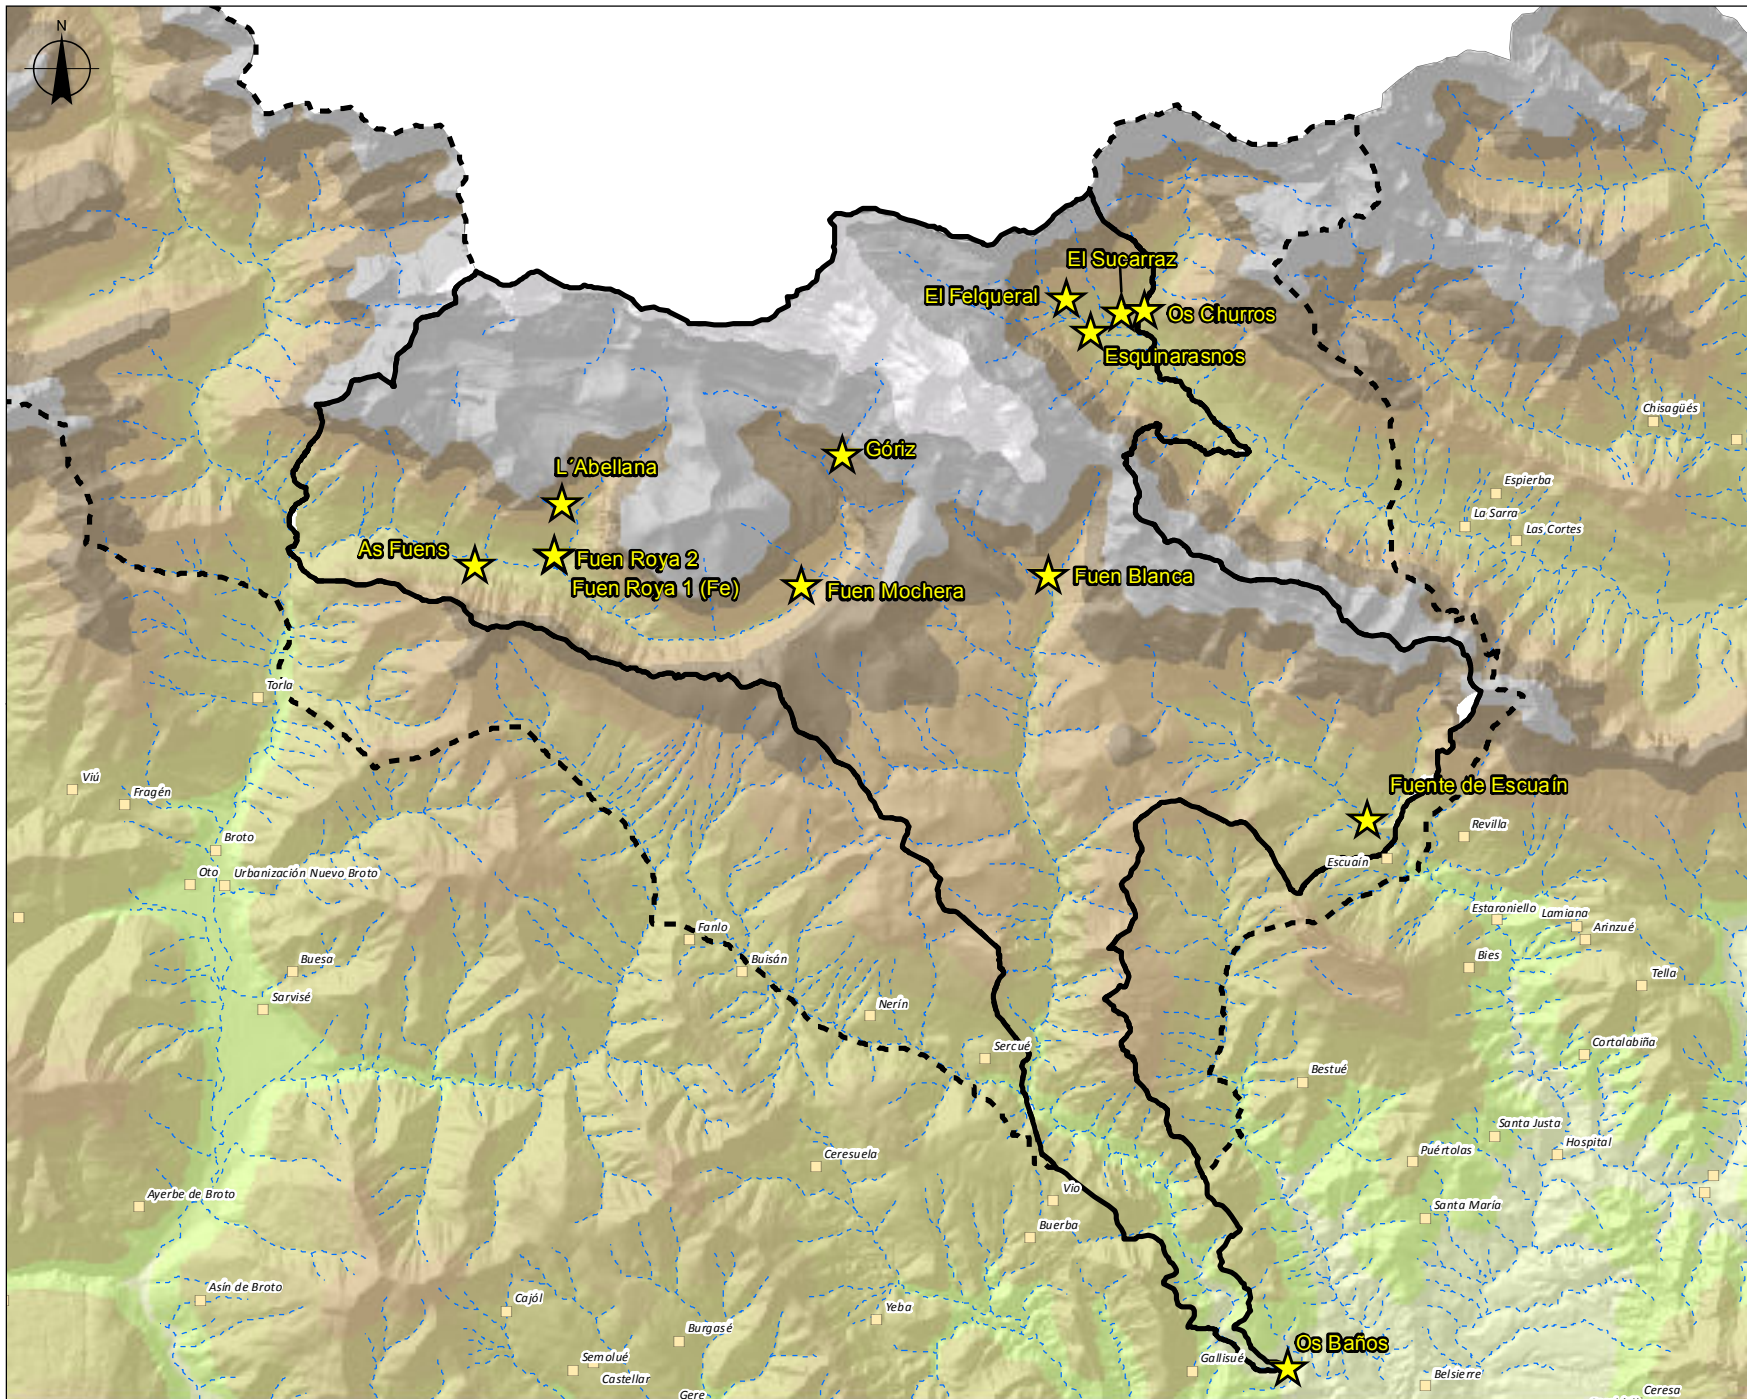 N
El Sucarraz
El Felqueral
Os Churros
Esquinarasnos
Chisagüés
Góriz
L´Abellana
Espierba
La Sarra
Las Cortes
As Fuens
Fuen Roya 2
Fuen Roya 1 (Fe)
Fuen Mochera
Fuen Blanca
Torla
Viú
Fragén
Fuente de Escuaín
Revilla
Broto
Escuaín
Oto
Urbanización Nuevo Broto
Estaroniello
Lamiana
Arinzué
Fanlo
Buesa
Buisán
Bies
Tella
Sarvisé
Nerín
Sercué
Cortalabiña
Bestué
Santa Justa
Hospital
Ceresuela
Puértolas
Ayerbe de Broto
Vio
Santa María
Buerba
Asín de Broto
Cajól
Yeba
Burgasé
Os Baños
Semolué
Gallisué
Castellar
Belsierre
Gere
Ceresa